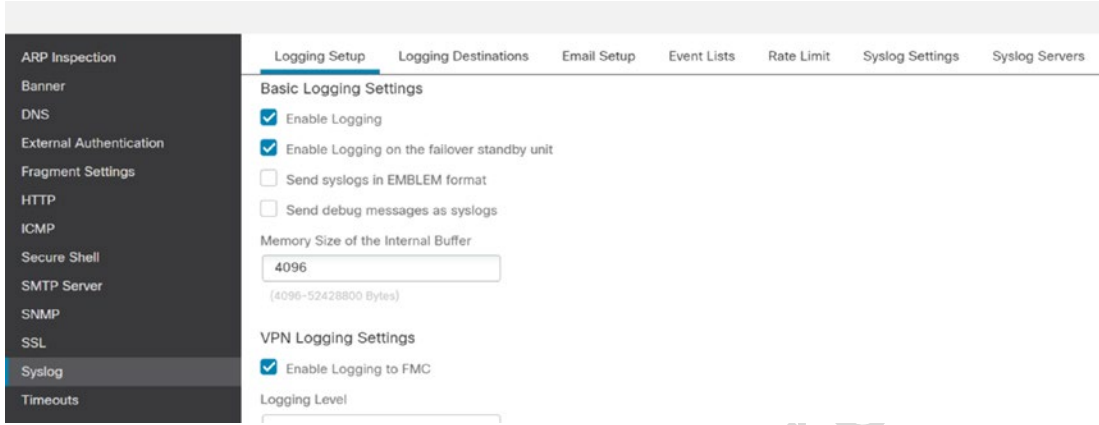 ARP Inspection
Banner
DNS
External Authentication
Fragment Settings
HTTP
ICMP
Secure Shell
SMTP Server
SNMP
SSL
Syslog
Timeouts
Logging Setup Logging Destinations Email Setup Event Lists Rate Limit Syslog Settings Syslog Servers
Basic Logging Settings
Enable Logging
Enable Logging on the failover standby unit
Send syslogs in EMBLEM format
Send debug messages as syslogs
Memory Size of the Internal Buffer
4096
(4096-52428800 Bytes)
VPN Logging Settings
Enable Logging to FMC
Logging Level